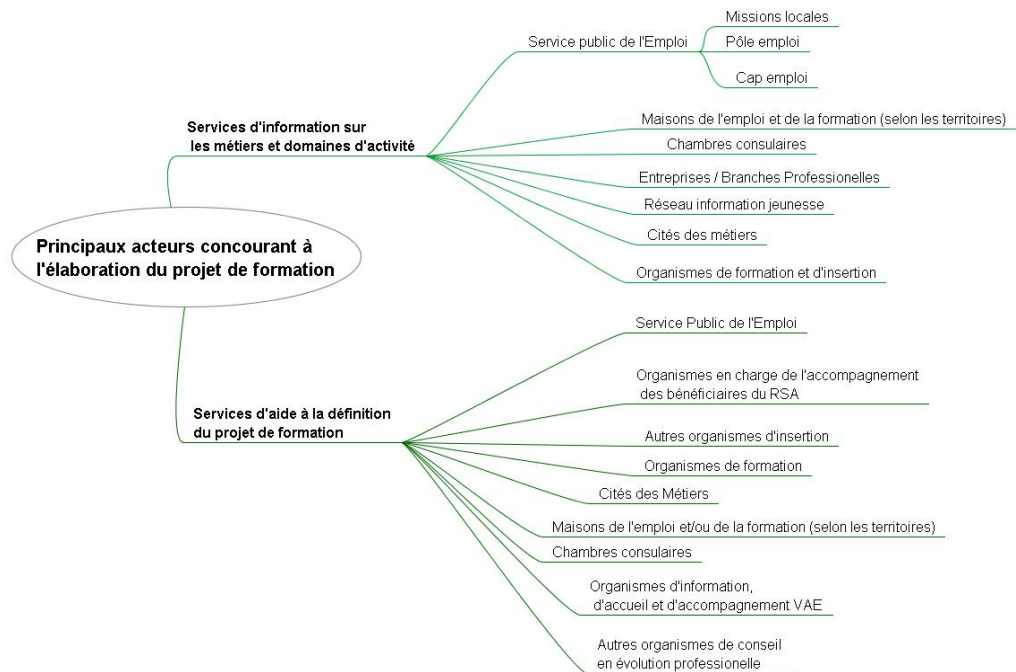 Principaux acteurs concourant à
l'élaboration du projet de formation
Services d'information sur
les métiers et domaines d'activité
Service public de l'Emploi
Missions locales
Pôle emploi
Cap emploi
Maisons de l'emploi et de la formation (selon les territoires)
Chambres consulaires
Entreprises / Branches Professionelles
Réseau information jeunesse
Cités des métiers
Organismes de formation et d'insertion
Services d'aide à la définition
du projet de formation
Service Public de l'Emploi
Organismes en charge de l'accompagnement
des bénéficiaires du RSA
Autres organismes d'insertion
Organismes de formation
Cités des Métiers
Maisons de l'emploi et/ou de la formation (selon les territoires)
Chambres consulaires
Organismes d'information,
d'accueil et d'accompagnement VAE
Autres organismes de conseil
en évolution professionelle